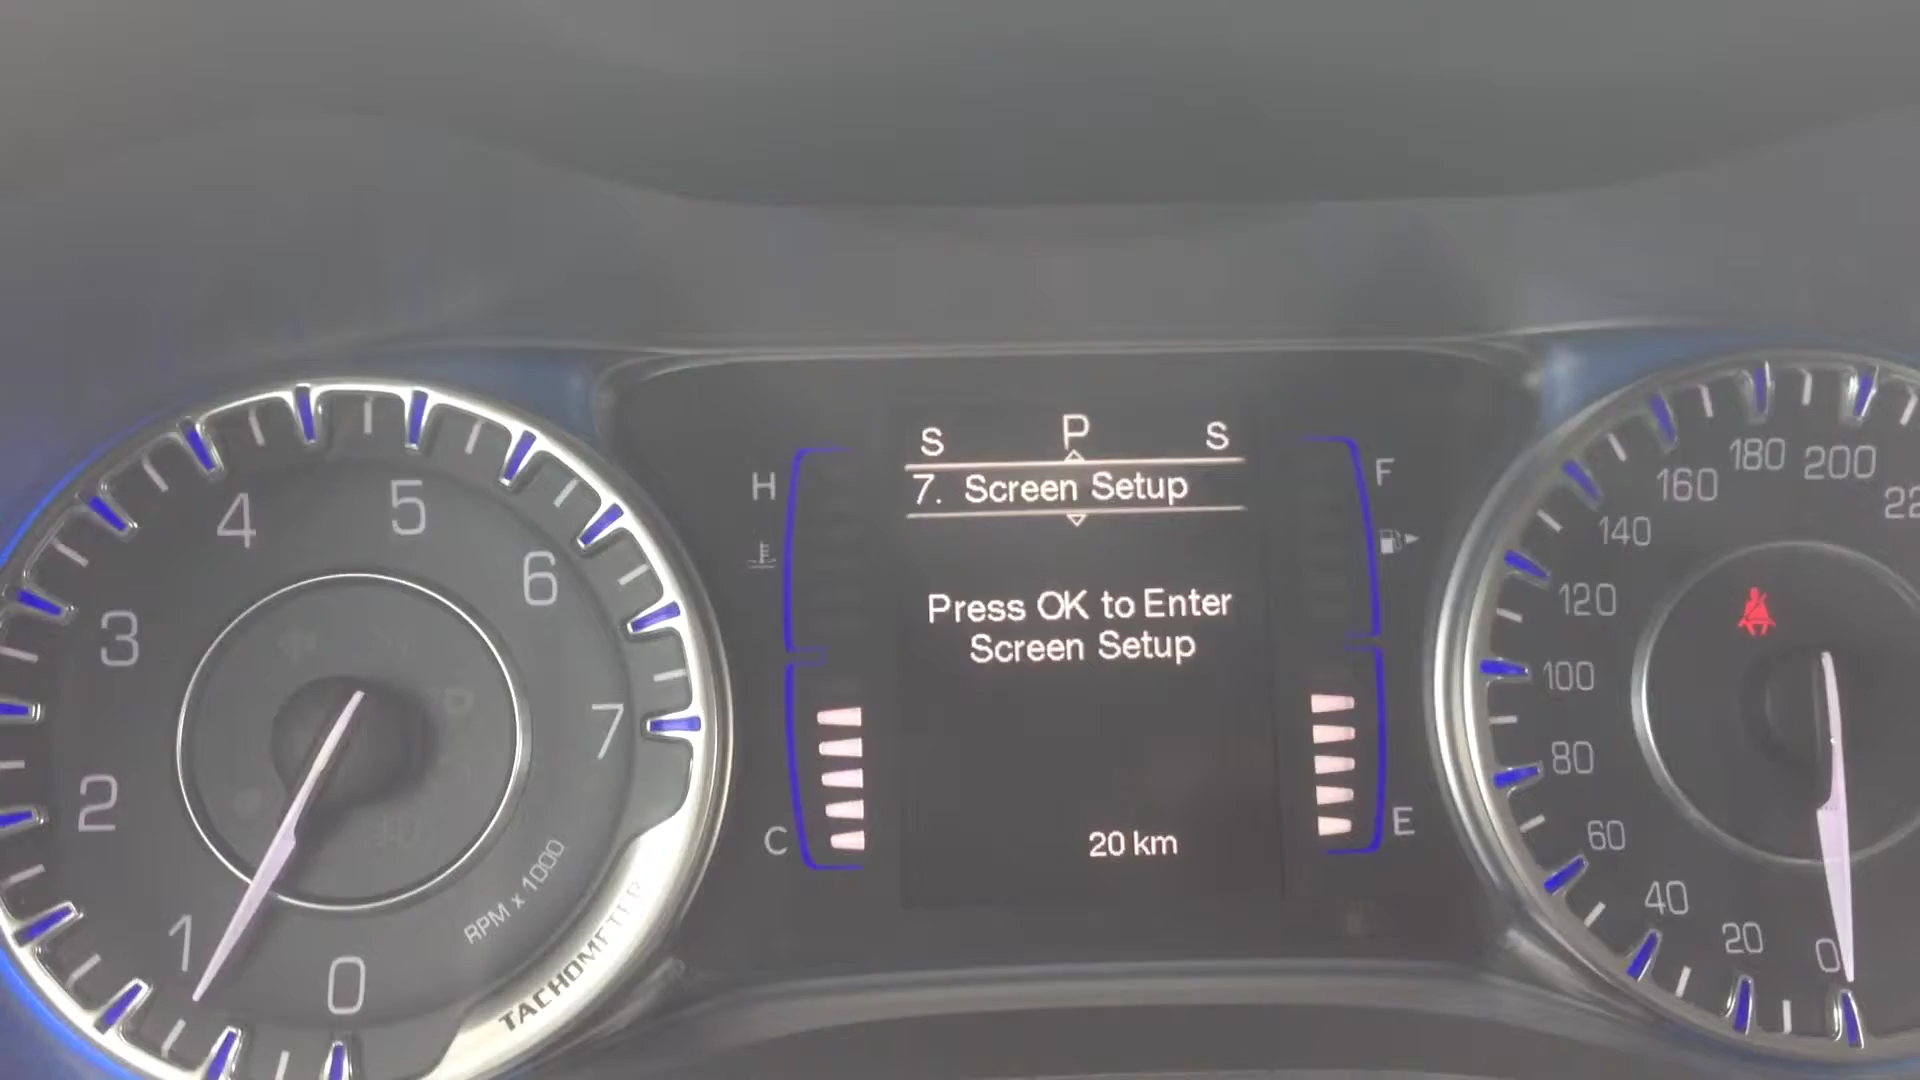 S P S
7. Screen Setup
Press OK to Enter
Screen Setup
20 km
H
C
F
E
0
1
2
3
4
5
6
7
RPM x 1000
TACHOMETER
0
20
40
60
80
100
120
140
160
180
200